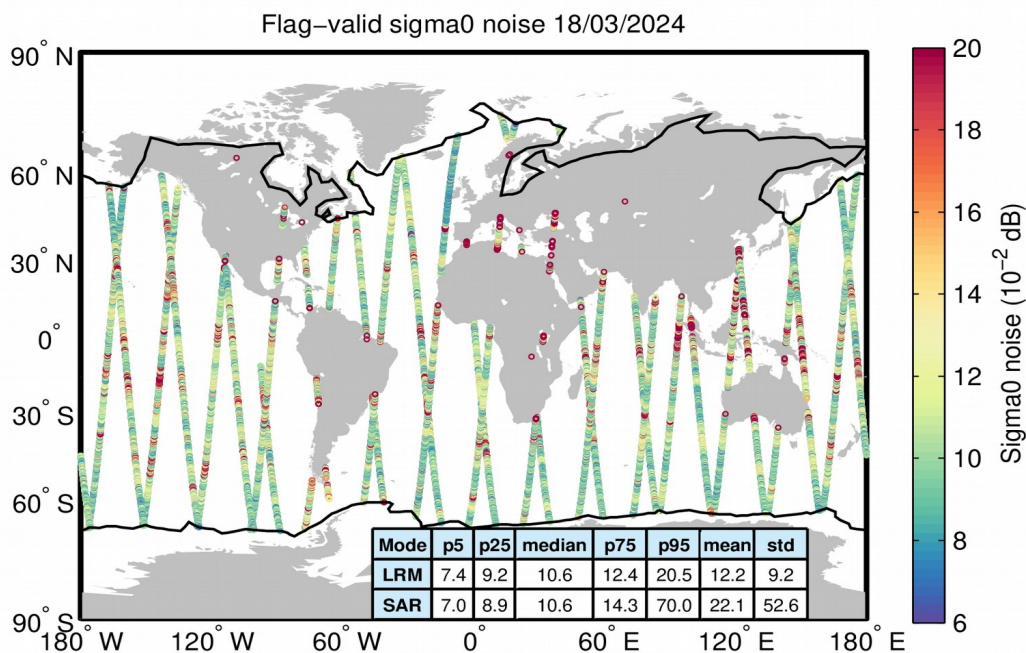 Flag−valid sigma0 noise 18/03/2024
90° N
60° N
30° N
0°
30° S
60° S
90° S
180° W
120° W
60° W
0°
60° E
120° E
180° E
Mode p5 p25 median p75 p95 mean std
LRM 7.4 9.2 10.6 12.4 20.5 12.2 9.2
SAR 7.0 8.9 10.6 14.3 70.0 22.1 52.6
20
18
16
14
12
10
8
6
Sigma0 noise (10⁻² dB)